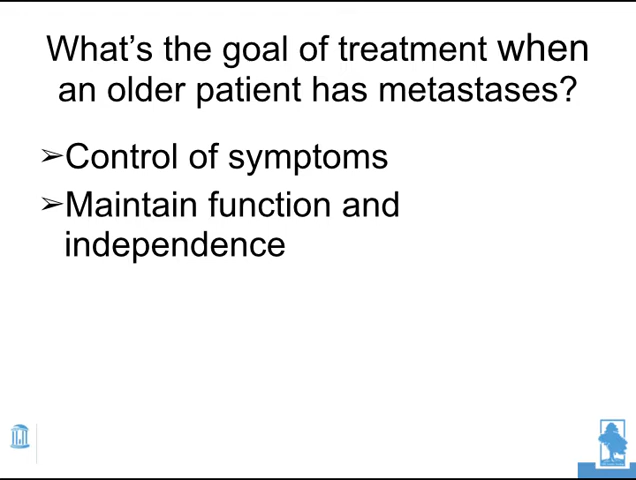 What’s the goal of treatment when
an older patient has metastases?
➢Control of symptoms
➢Maintain function and
independence